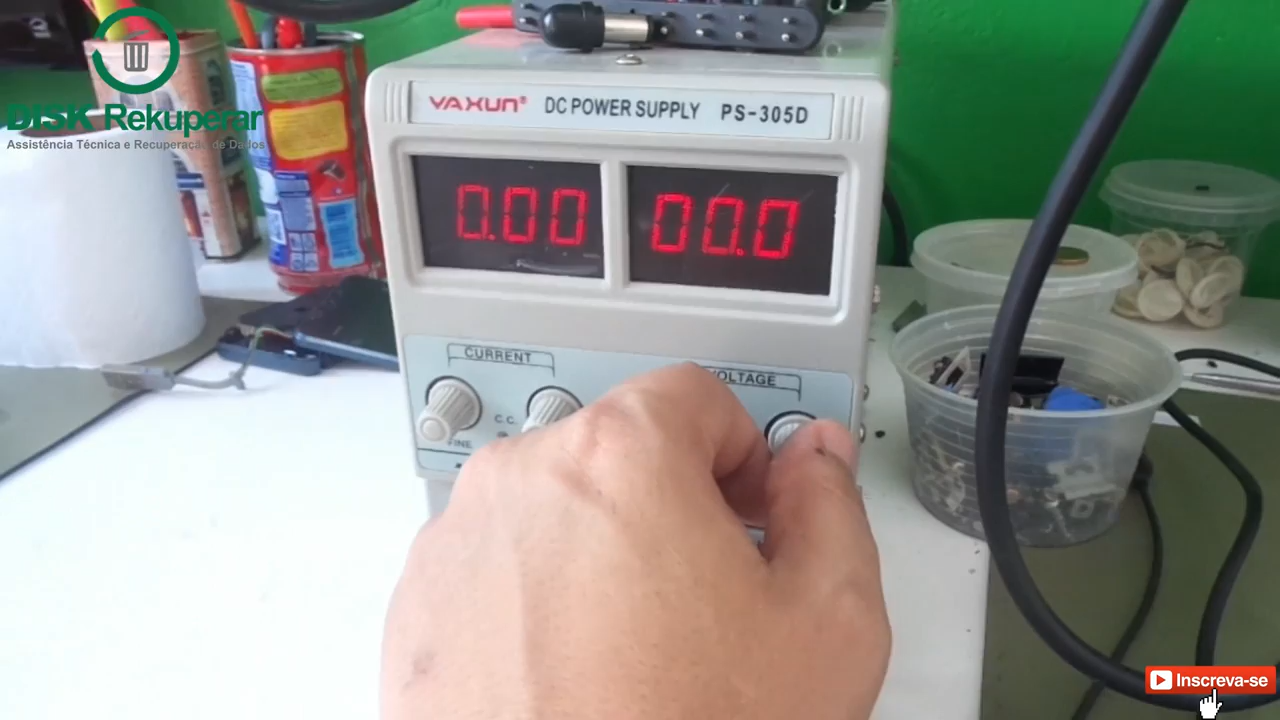 DISK Rekuperar
Assistência Técnica e Recuperação de Dados
YAXUN® DC POWER SUPPLY PS-305D
0.00 00.0
CURRENT
VOLTAGE
C.C.
FINE
Inscreva-se